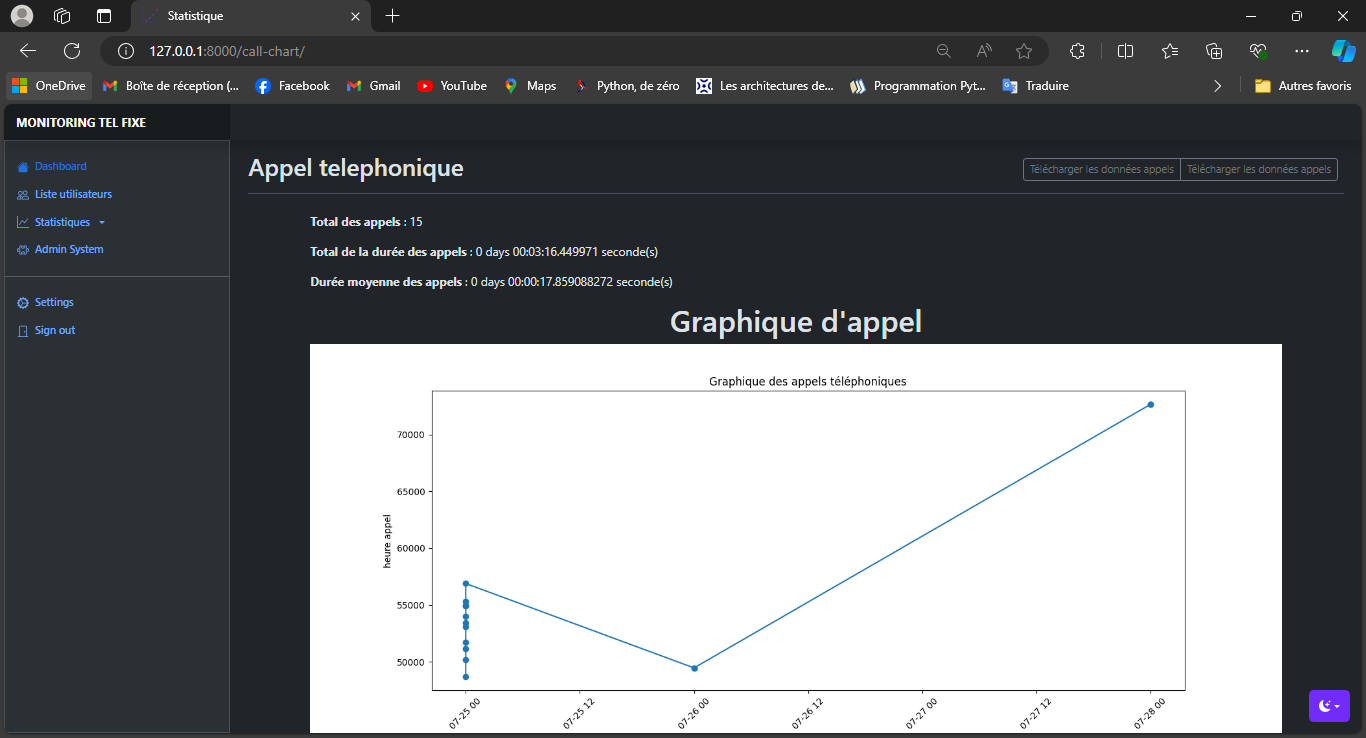 Statistique
127.0.0.1:8000/call-chart/
OneDrive
Boîte de réception (...
Facebook
Gmail
YouTube
Maps
Python, de zéro
Les architectures de...
Programmation Pyt...
Traduire
Autres favoris
MONITORING TEL FIXE
Dashboard
Liste utilisateurs
Statistiques
Admin System
Settings
Sign out
Appel telephonique
Télécharger les données appels
Télécharger les données appels
Total des appels : 15
Total de la durée des appels : 0 days 00:03:16.449971 seconde(s)
Durée moyenne des appels : 0 days 00:00:17.859088272 seconde(s)
Graphique d'appel
Graphique des appels téléphoniques
heure appel
70000
65000
60000
55000
50000
07-25 00
07-25 12
07-26 00
07-26 12
07-27 00
07-27 12
07-28 00